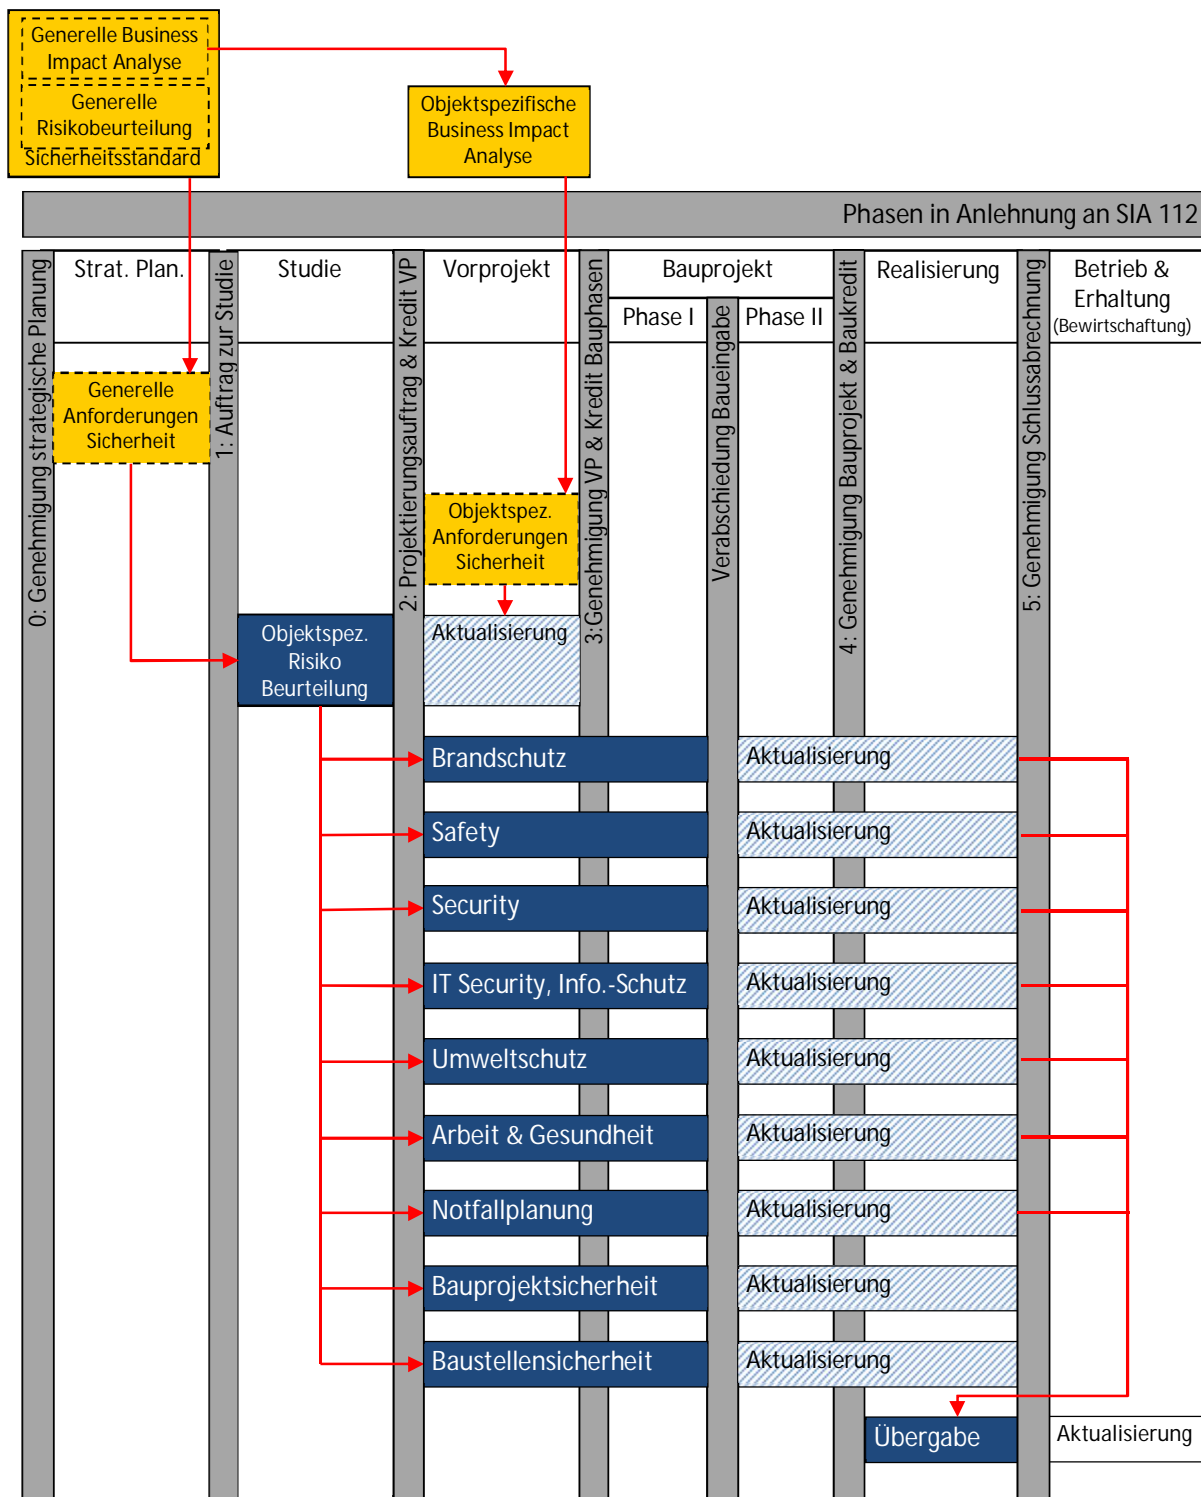 Generelle Business
Impact Analyse
Generelle
Risikobeurteilung
Sicherheitsstandard
Objektspezifische
Business Impact
Analyse
Phasen in Anlehnung an SIA 112
0: Genehmigung strategische Planung
Strat. Plan.
1: Auftrag zur Studie
Studie
2: Projektierungsauftrag & Kredit VP
Vorprojekt
3:Genehmigung VP & Kredit Bauphasen
Bauprojekt
Phase I
Verabschiedung Baueingabe
Phase II
4: Genehmigung Bauprojekt & Baukredit
Realisierung
5: Genehmigung Schlussabrechnung
Betrieb &
Erhaltung
(Bewirtschaftung)
Generelle
Anforderungen
Sicherheit
Objektspez.
Anforderungen
Sicherheit
Objektspez.
Risiko
Beurteilung
Aktualisierung
Brandschutz
Aktualisierung
Safety
Aktualisierung
Security
Aktualisierung
IT Security, Info.-Schutz
Aktualisierung
Umweltschutz
Aktualisierung
Arbeit & Gesundheit
Aktualisierung
Notfallplanung
Aktualisierung
Bauprojektsicherheit
Aktualisierung
Baustellensicherheit
Aktualisierung
Übergabe
Aktualisierung